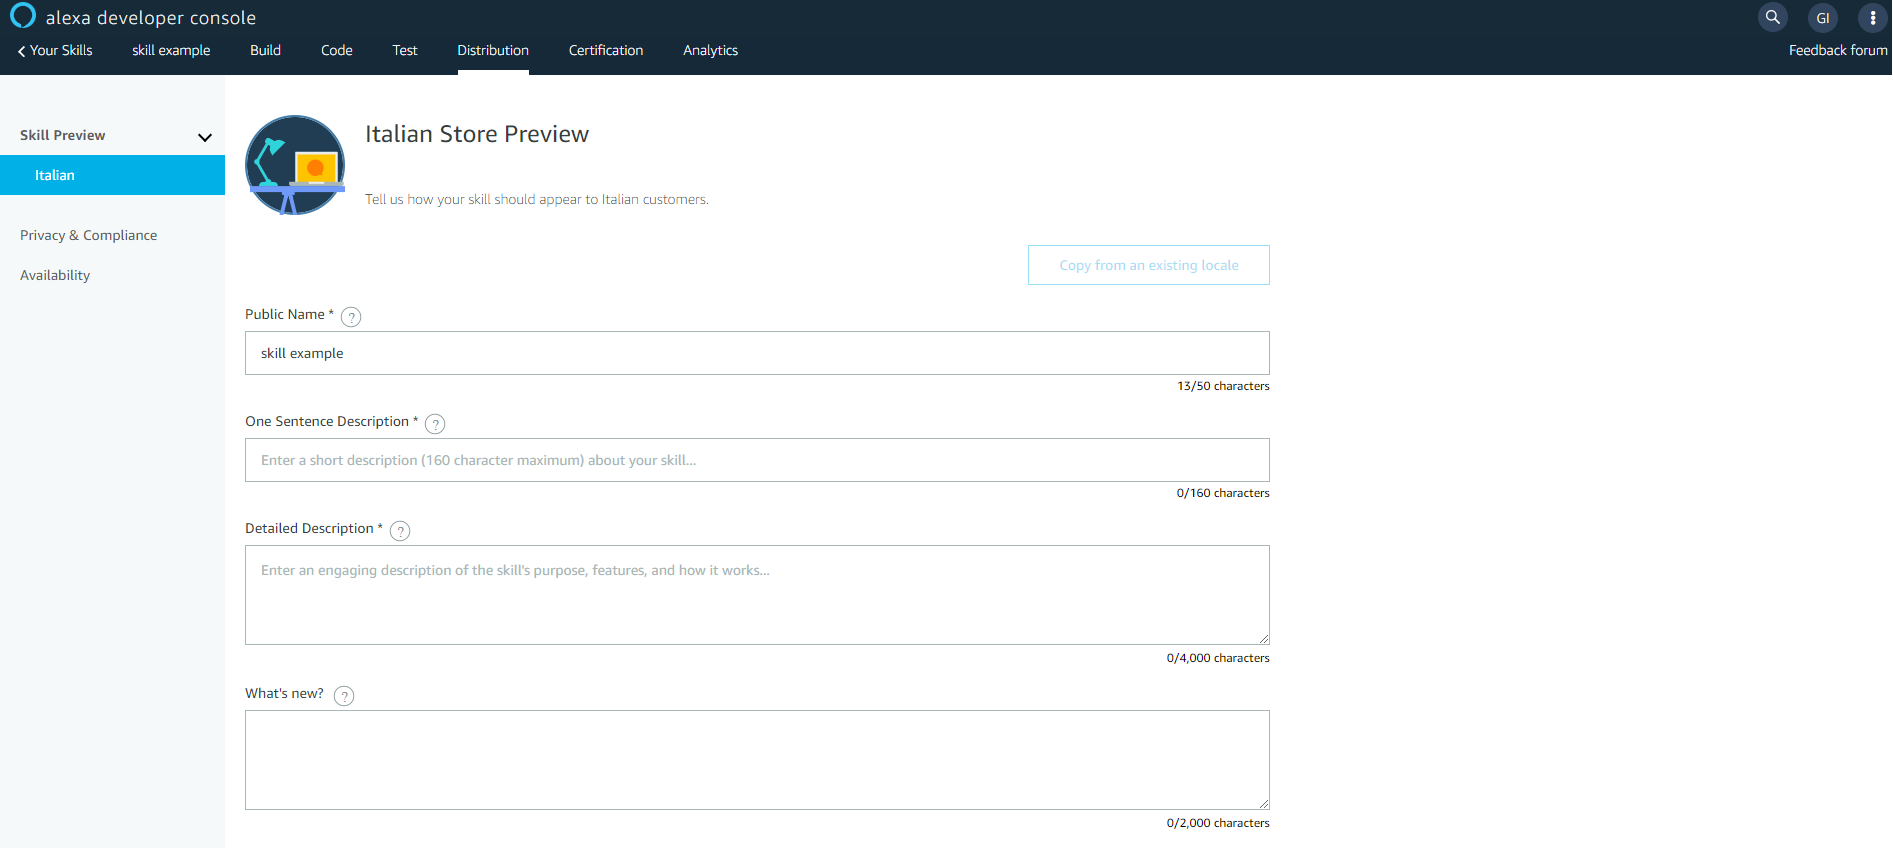 alexa developer console
GI
Your Skills skill example Build Code Test Distribution Certification Analytics Feedback forum
Skill Preview
Italian
Privacy & Compliance
Availability
Italian Store Preview
Tell us how your skill should appear to Italian customers.
Copy from an existing locale
Public Name * ?
skill example
13/50 characters
One Sentence Description * ?
Enter a short description (160 character maximum) about your skill...
0/160 characters
Detailed Description * ?
Enter an engaging description of the skill's purpose, features, and how it works...
0/4,000 characters
What's new? ?
0/2,000 characters